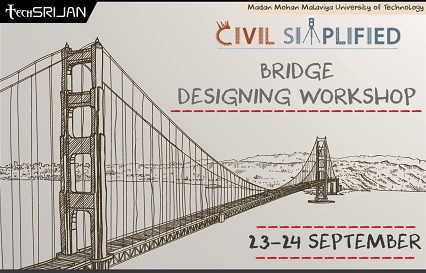 TECHSRIJAN
Madan Mohan Malaviya University of Technology
CIVIL SIMPLIFIED
BRIDGE
DESIGNING WORKSHOP
23-24 SEPTEMBER